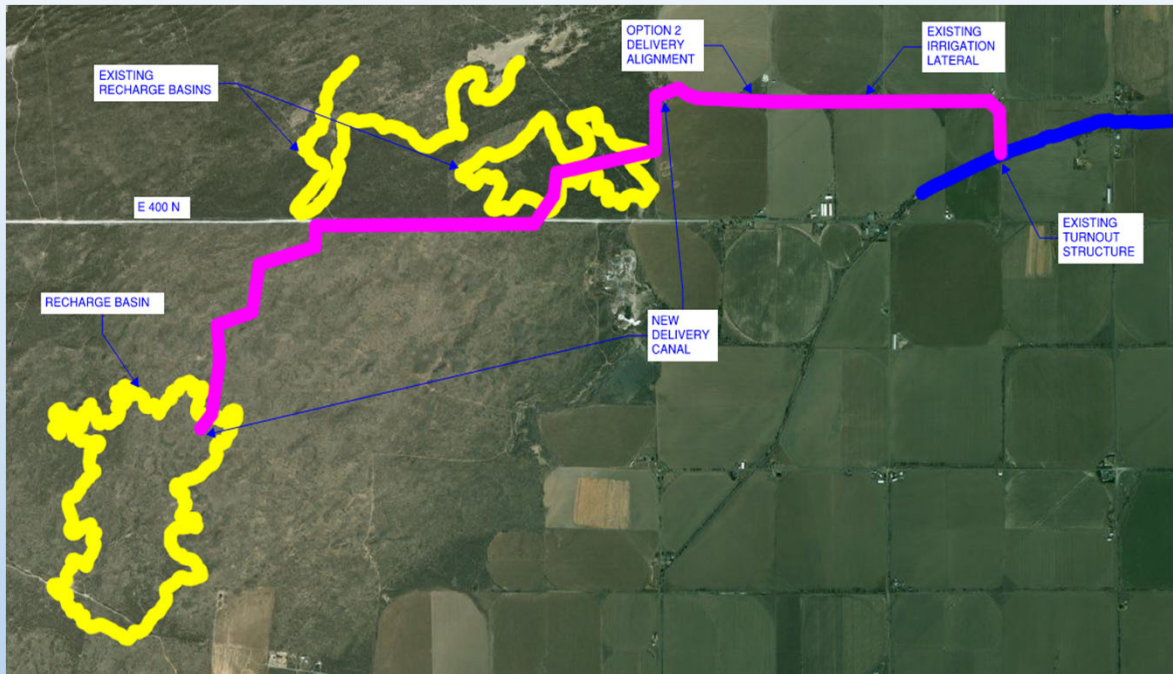 OPTION 2
DELIVERY
ALIGNMENT
EXISTING
IRRIGATION
LATERAL
EXISTING
RECHARGE BASINS
E 400 N
EXISTING
TURNOUT
STRUCTURE
RECHARGE BASIN
NEW
DELIVERY
CANAL